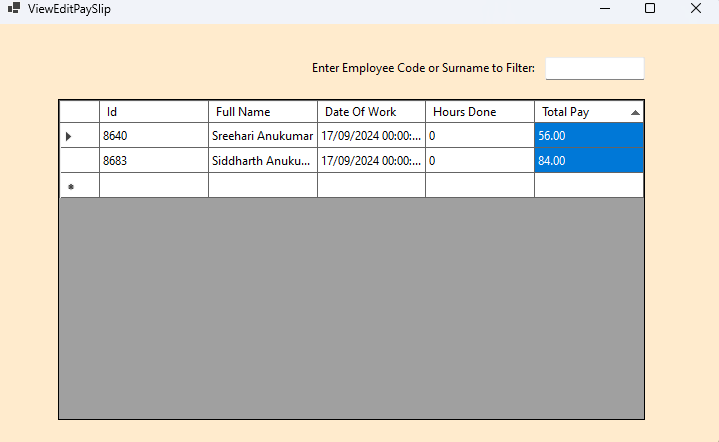 ViewEditPaySlip
Enter Employee Code or Surname to Filter:
Id Full Name Date Of Work Hours Done Total Pay
8640 Sreehari Anukumar 17/09/2024 00:00:... 0 56.00
8683 Siddharth Anuku... 17/09/2024 00:00:... 0 84.00